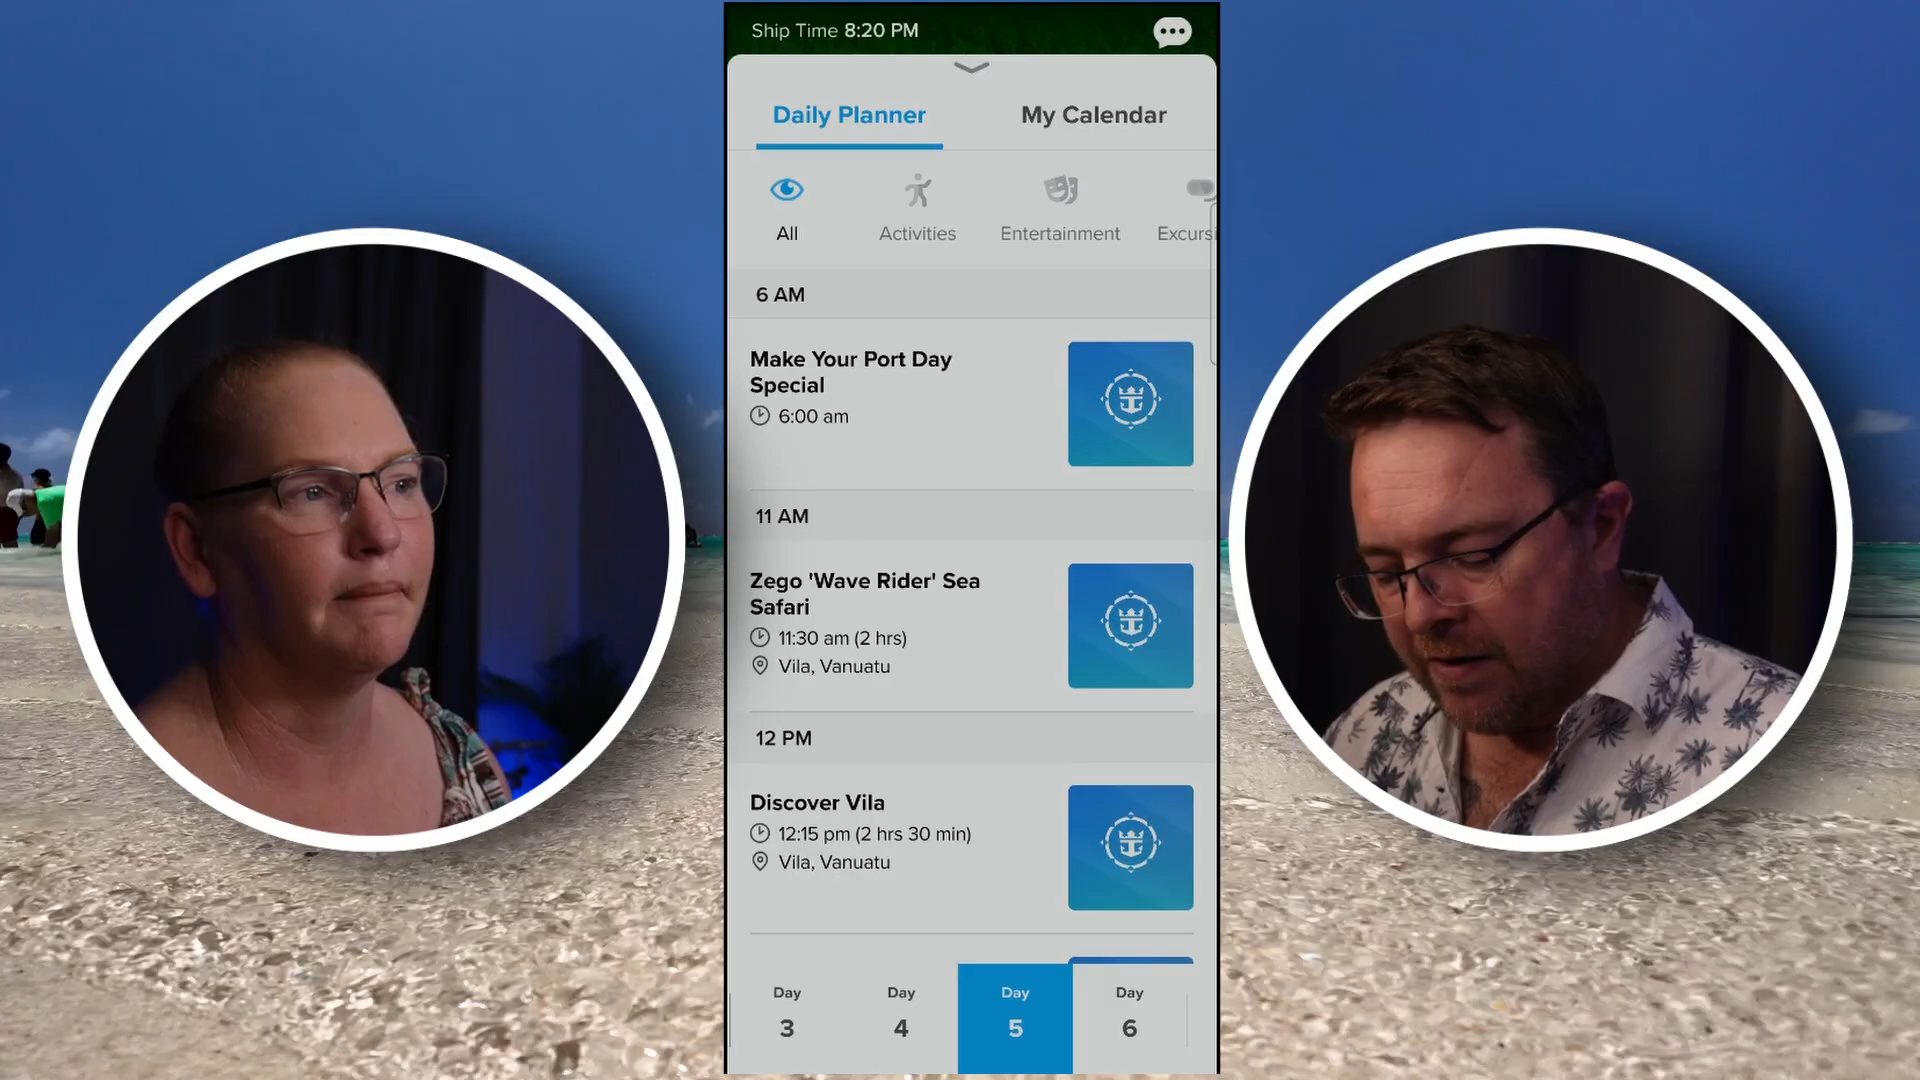 Ship Time 8:20 PM
Daily Planner
My Calendar
All
Activities
Entertainment
Excursi
6 AM
Make Your Port Day
Special
6:00 am
11 AM
Zego 'Wave Rider' Sea
Safari
11:30 am (2 hrs)
Vila, Vanuatu
12 PM
Discover Vila
12:15 pm (2 hrs 30 min)
Vila, Vanuatu
Day
3
Day
4
Day
5
Day
6